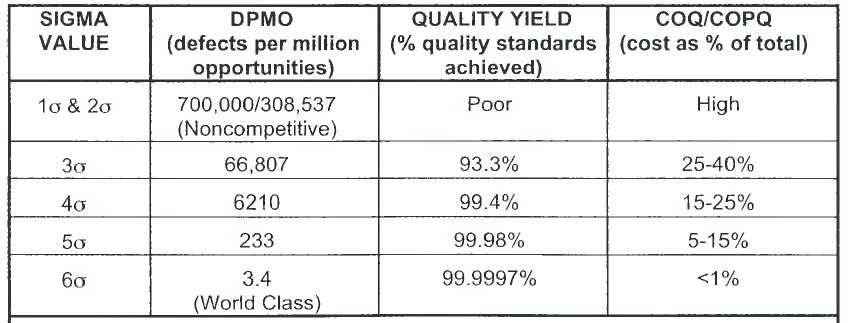 SIGMA VALUE | DPMO (defects per million opportunities) | QUALITY YIELD (% quality standards achieved) | COQ/COPQ (cost as % of total)
1σ & 2σ | 700,000/308,537 (Noncompetitive) | Poor | High
3σ | 66,807 | 93.3% | 25-40%
4σ | 6210 | 99.4% | 15-25%
5σ | 233 | 99.98% | 5-15%
6σ | 3.4 (World Class) | 99.9997% | <1%